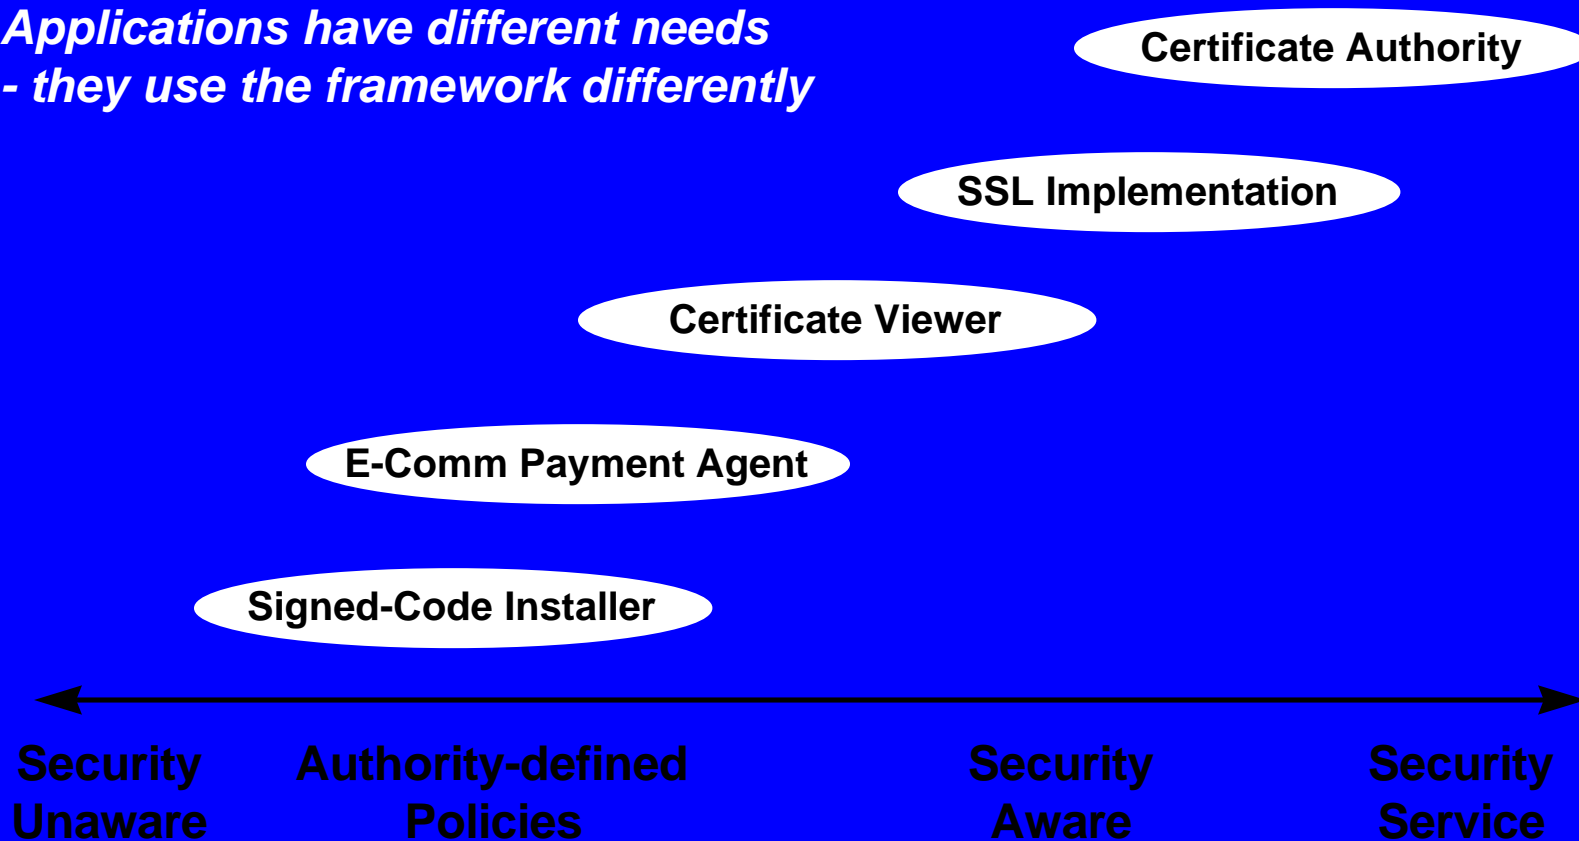 Applications have different needs
- they use the framework differently
Certificate Authority
SSL Implementation
Certificate Viewer
E-Comm Payment Agent
Signed-Code Installer
Security
Unaware
Authority-defined
Policies
Security
Aware
Security
Service